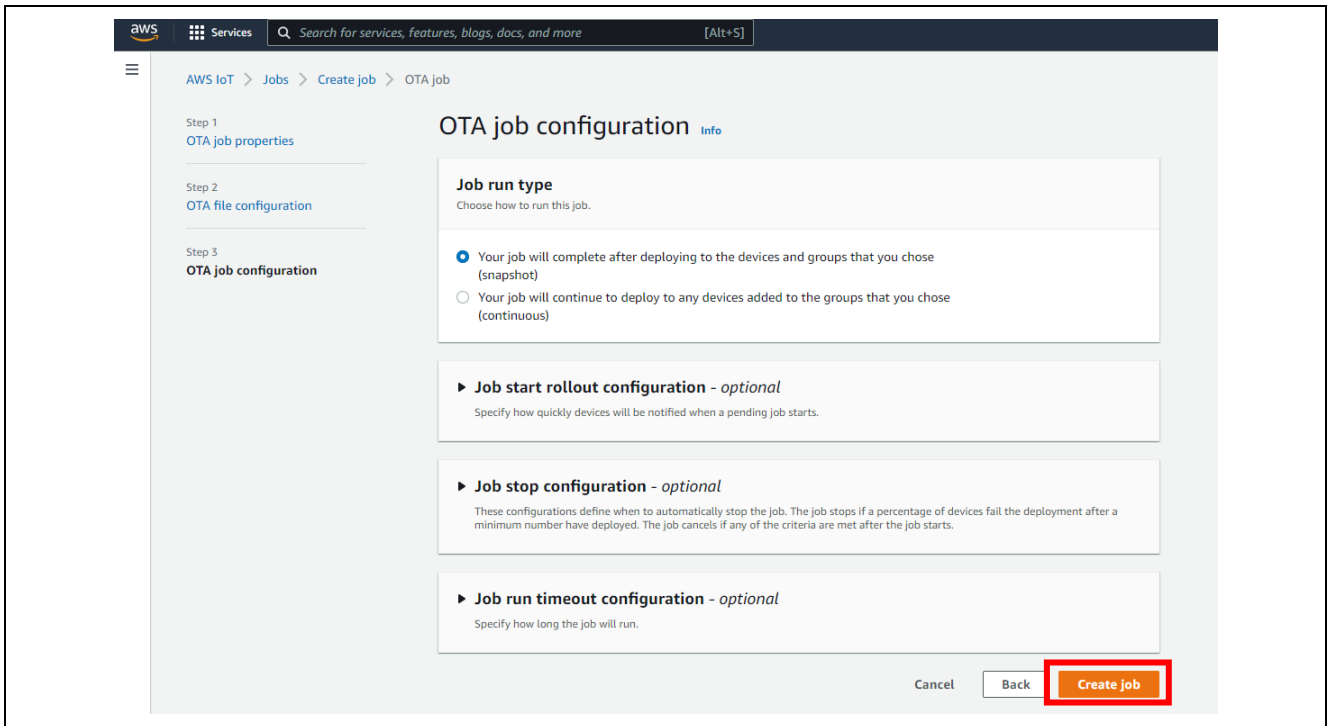 aws
Services
Search for services, features, blogs, docs, and more
[Alt+S]
AWS IoT > Jobs > Create job > OTA job
Step 1
OTA job properties
Step 2
OTA file configuration
Step 3
OTA job configuration
OTA job configuration Info
Job run type
Choose how to run this job.
Your job will complete after deploying to the devices and groups that you chose
(snapshot)
Your job will continue to deploy to any devices added to the groups that you chose
(continuous)
Job start rollout configuration - optional
Specify how quickly devices will be notified when a pending job starts.
Job stop configuration - optional
These configurations define when to automatically stop the job. The job stops if a percentage of devices fail the deployment after a
minimum number have deployed. The job cancels if any of the criteria are met after the job starts.
Job run timeout configuration - optional
Specify how long the job will run.
Cancel
Back
Create job